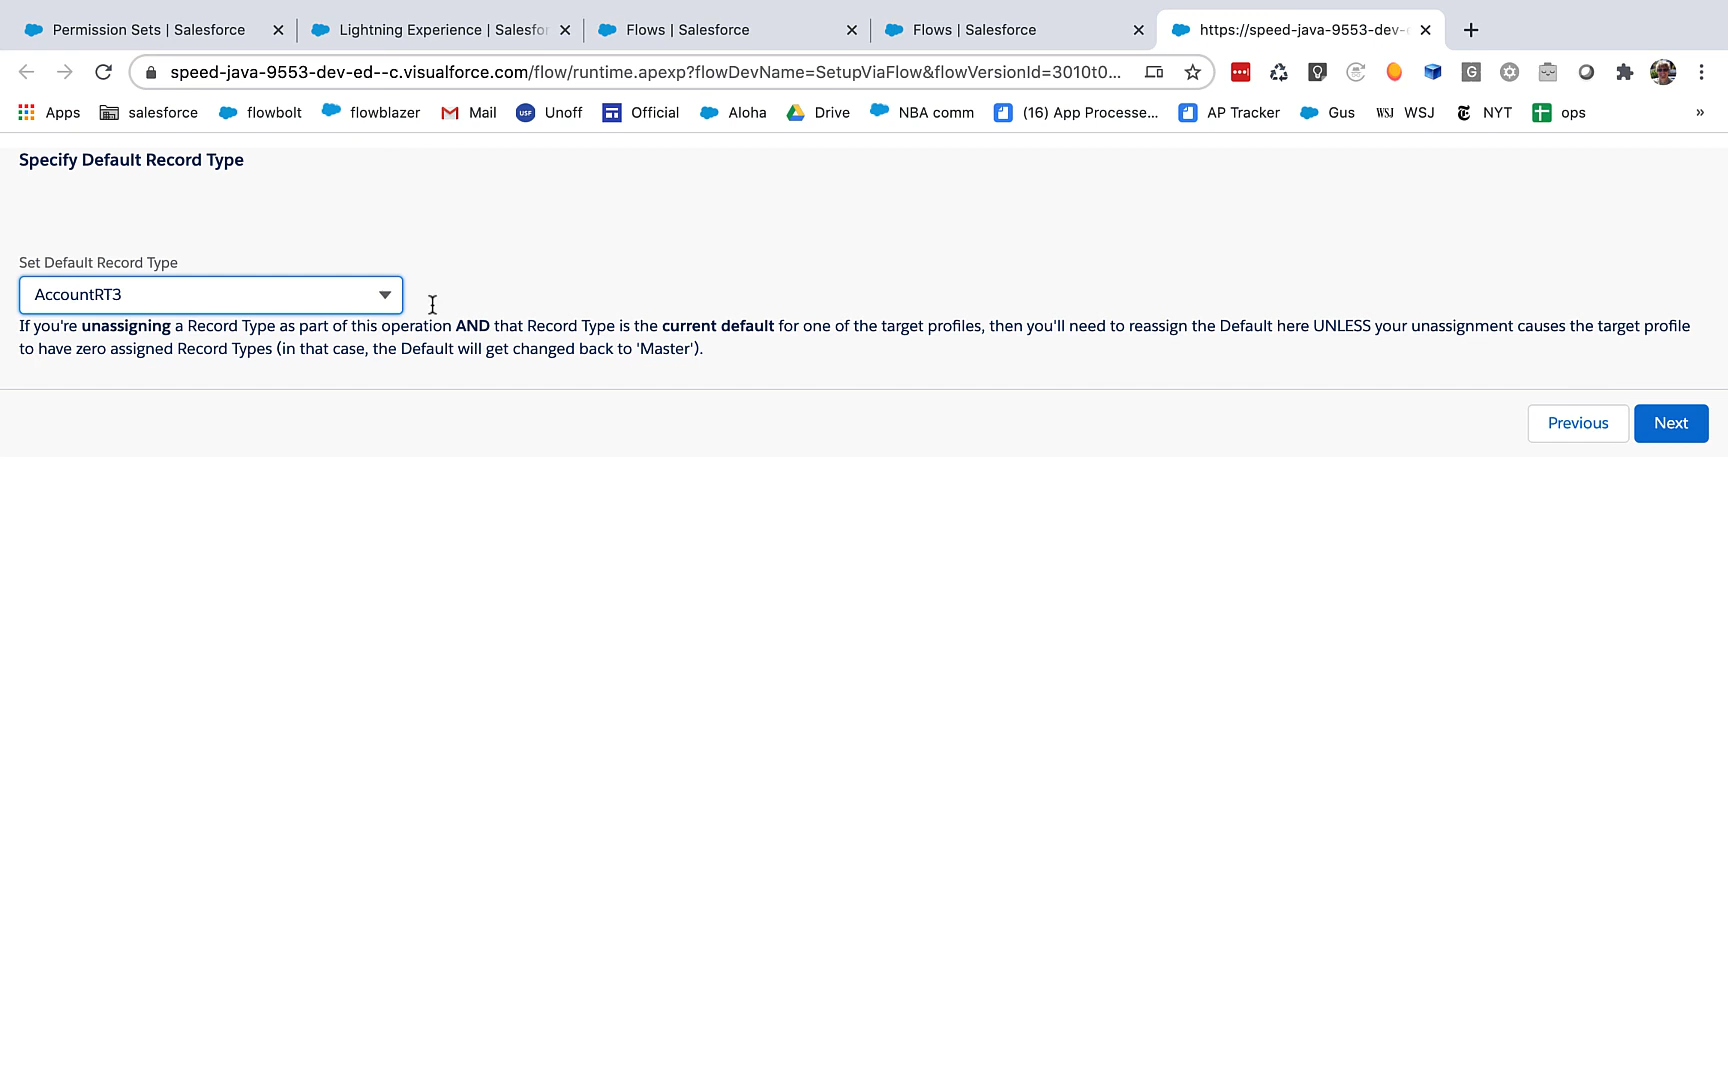 Permission Sets | Salesforce
Lightning Experience | Salesfor
Flows | Salesforce
Flows | Salesforce
https://speed-java-9553-dev-
speed-java-9553-dev-ed--c.visualforce.com/flow/runtime.apexp?flowDevName=SetupViaFlow&flowVersionId=3010t0...
Apps
salesforce
flowbolt
flowblazer
Mail
USF Unoff
Official
Aloha
Drive
NBA comm
(16) App Processe...
AP Tracker
Gus
WSJ WSJ
NYT
ops
»
Specify Default Record Type
Set Default Record Type
AccountRT3
If you're unassigning a Record Type as part of this operation AND that Record Type is the current default for one of the target profiles, then you'll need to reassign the Default here UNLESS your unassignment causes the target profile
to have zero assigned Record Types (in that case, the Default will get changed back to 'Master').
Previous
Next